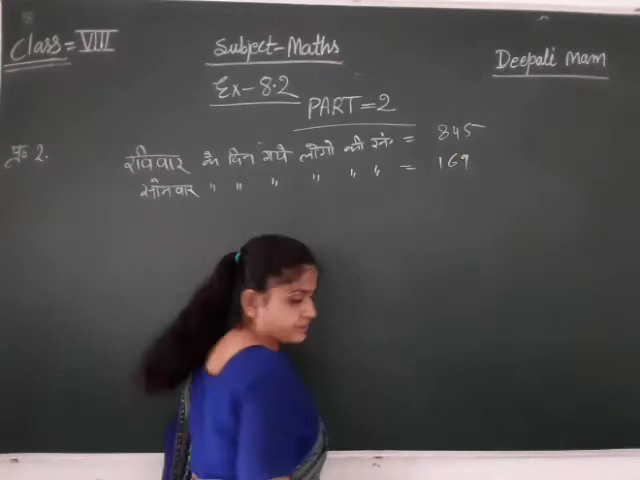 Class = VIII
Subject-Maths
Deepali Mam
Ex-8.2
PART=2
प्र० 2.
रविवार के दिन गये लोगो की सं० = 845
सोमवार " " " " " " = 169